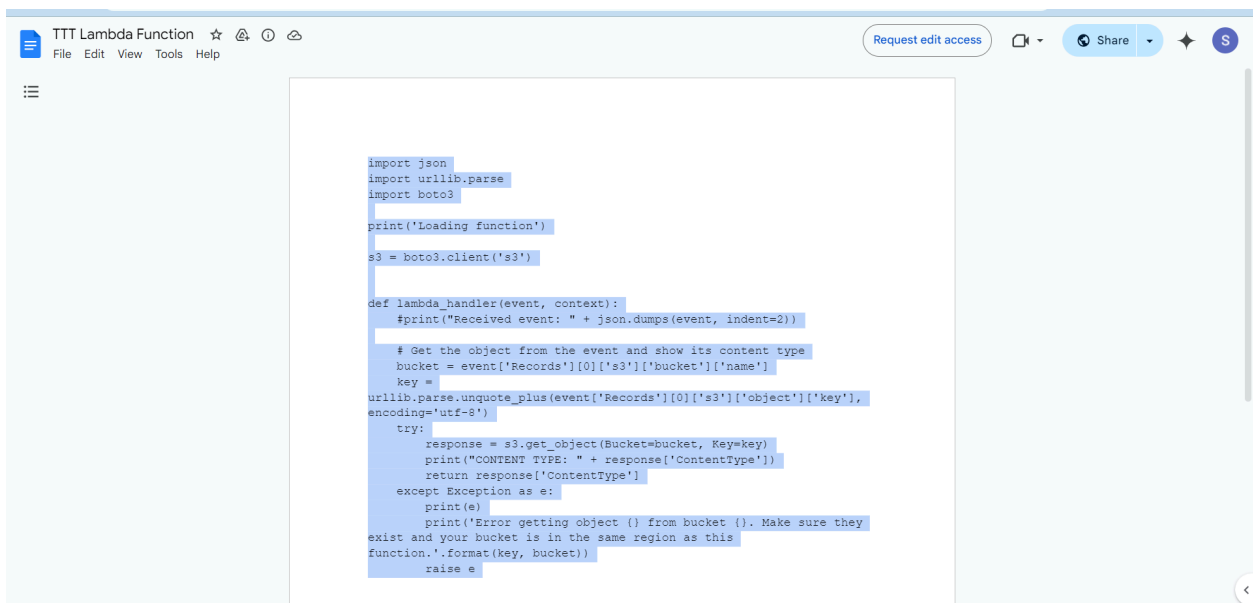 TTT Lambda Function
Request edit access
Share
S
File Edit View Tools Help
import json
import urllib.parse
import boto3
print('Loading function')
s3 = boto3.client('s3')
def lambda_handler(event, context):
    #print("Received event: " + json.dumps(event, indent=2))
    # Get the object from the event and show its content type
    bucket = event['Records'][0]['s3']['bucket']['name']
    key =
urllib.parse.unquote_plus(event['Records'][0]['s3']['object']['key'],
encoding='utf-8')
    try:
        response = s3.get_object(Bucket=bucket, Key=key)
        print("CONTENT TYPE: " + response['ContentType'])
        return response['ContentType']
    except Exception as e:
        print(e)
        print('Error getting object {} from bucket {}. Make sure they
exist and your bucket is in the same region as this
function.'.format(key, bucket))
        raise e